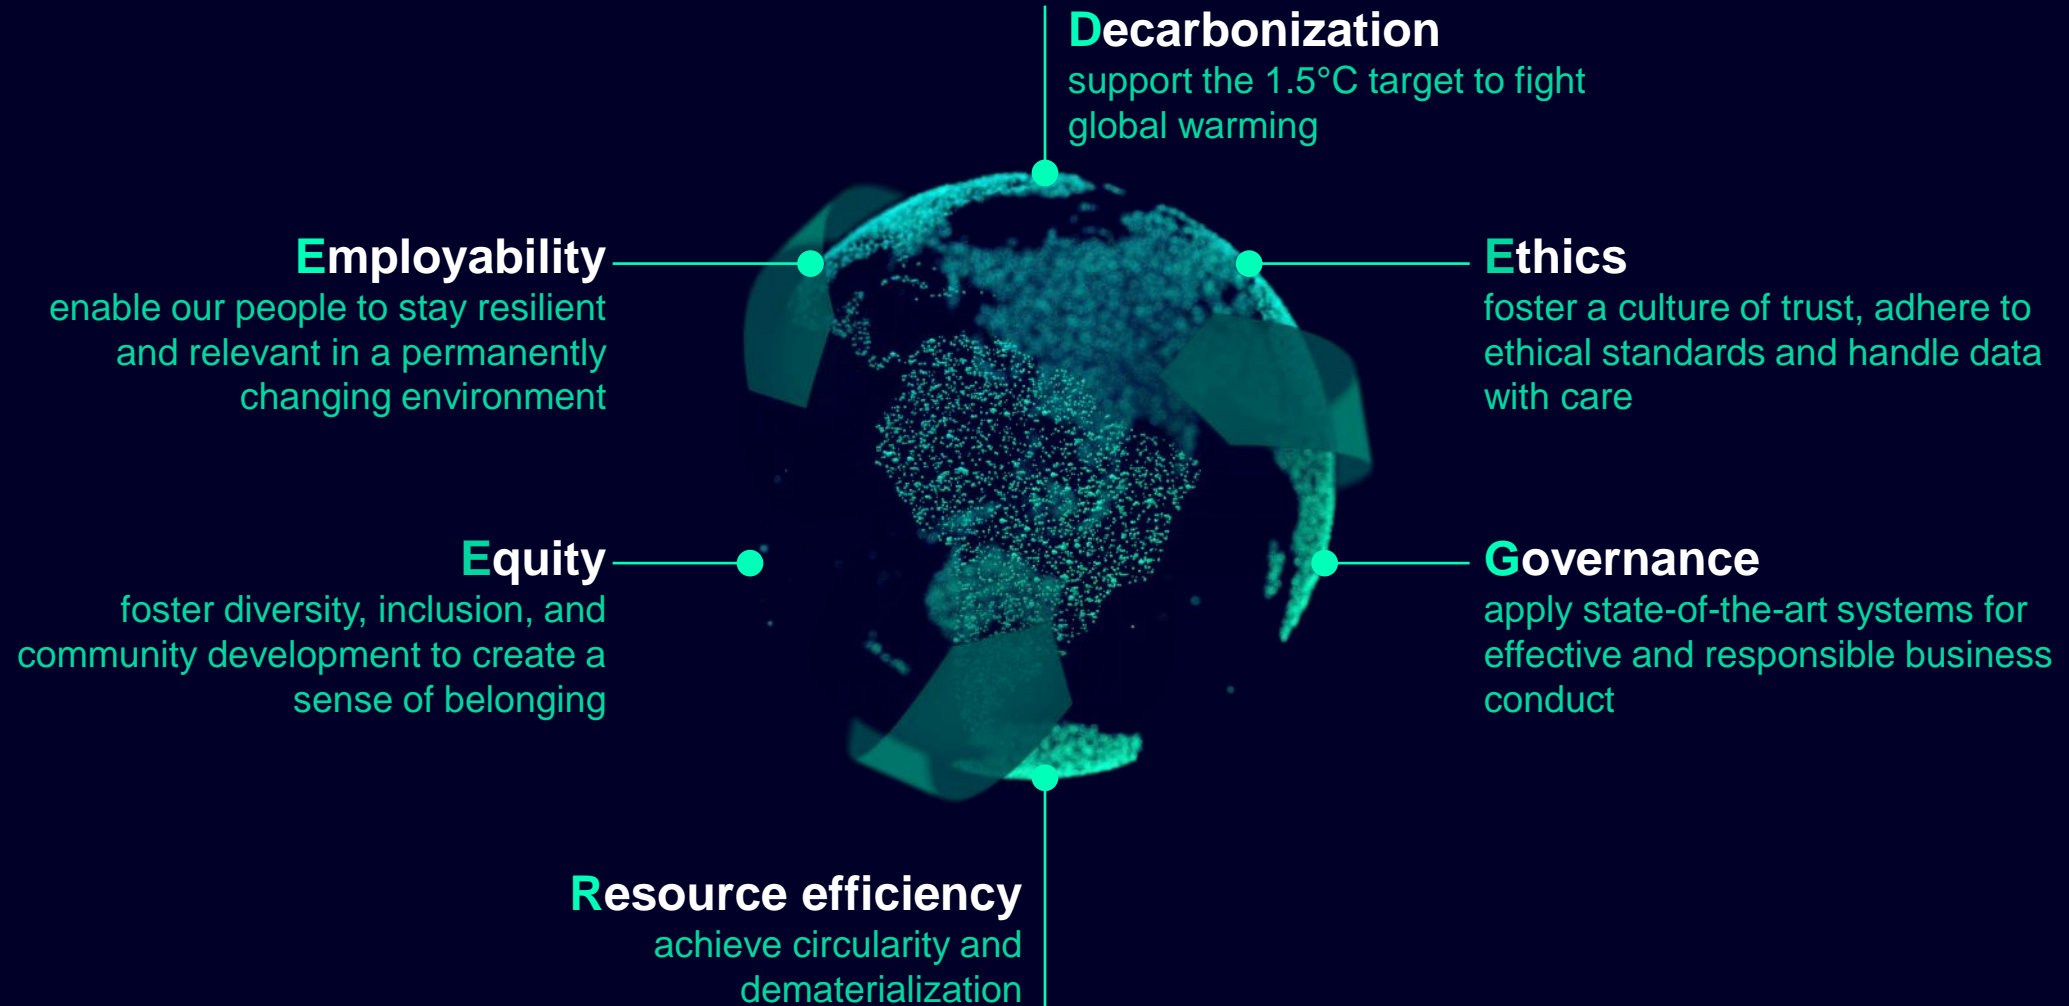 Decarbonization
support the 1.5°C target to fight
global warming
Ethics
foster a culture of trust, adhere to
ethical standards and handle data
with care
Governance
apply state-of-the-art systems for
effective and responsible business
conduct
Resource efficiency
achieve circularity and
dematerialization
Equity
foster diversity, inclusion, and
community development to create a
sense of belonging
Employability
enable our people to stay resilient
and relevant in a permanently
changing environment